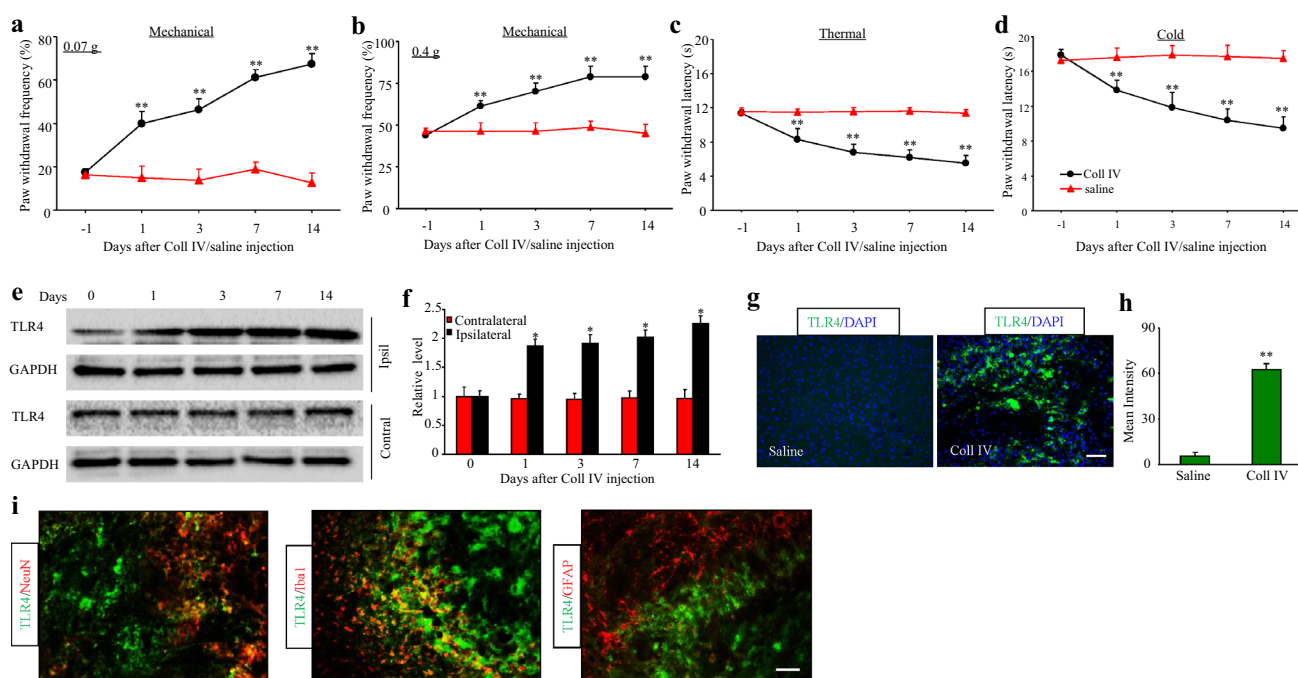 a
Mechanical
0.07 g
Paw withdrawal frequency (%)
80
60
40
20
0
**
**
**
**
-1 1 3 7 14
Days after Coll IV/saline injection
b
Mechanical
0.4 g
Paw withdrawal frequency (%)
100
75
50
25
0
**
**
**
**
-1 1 3 7 14
Days after Coll IV/saline injection
c
Thermal
Paw withdrawal latency (s)
20
16
12
8
4
0
**
**
**
**
-1 1 3 7 14
Days after Coll IV/saline injection
d
Cold
Paw withdrawal latency (s)
20
15
10
5
0
**
**
**
**
Coll IV
saline
-1 1 3 7 14
Days after Coll IV/saline injection
e
Days 0 1 3 7 14
TLR4
GAPDH
Ipsil
TLR4
GAPDH
Contral
f
Relative level
2.5
2
1.5
1
0.5
0
Contralateral
Ipsilateral
*
*
*
*
0 1 3 7 14
Days after Coll IV injection
g
TLR4/DAPI
Saline
TLR4/DAPI
Coll IV
h
Mean Intensity
90
60
30
0
**
Saline Coll IV
i
TLR4/NeuN
TLR4/Iba1
TLR4/GFAP